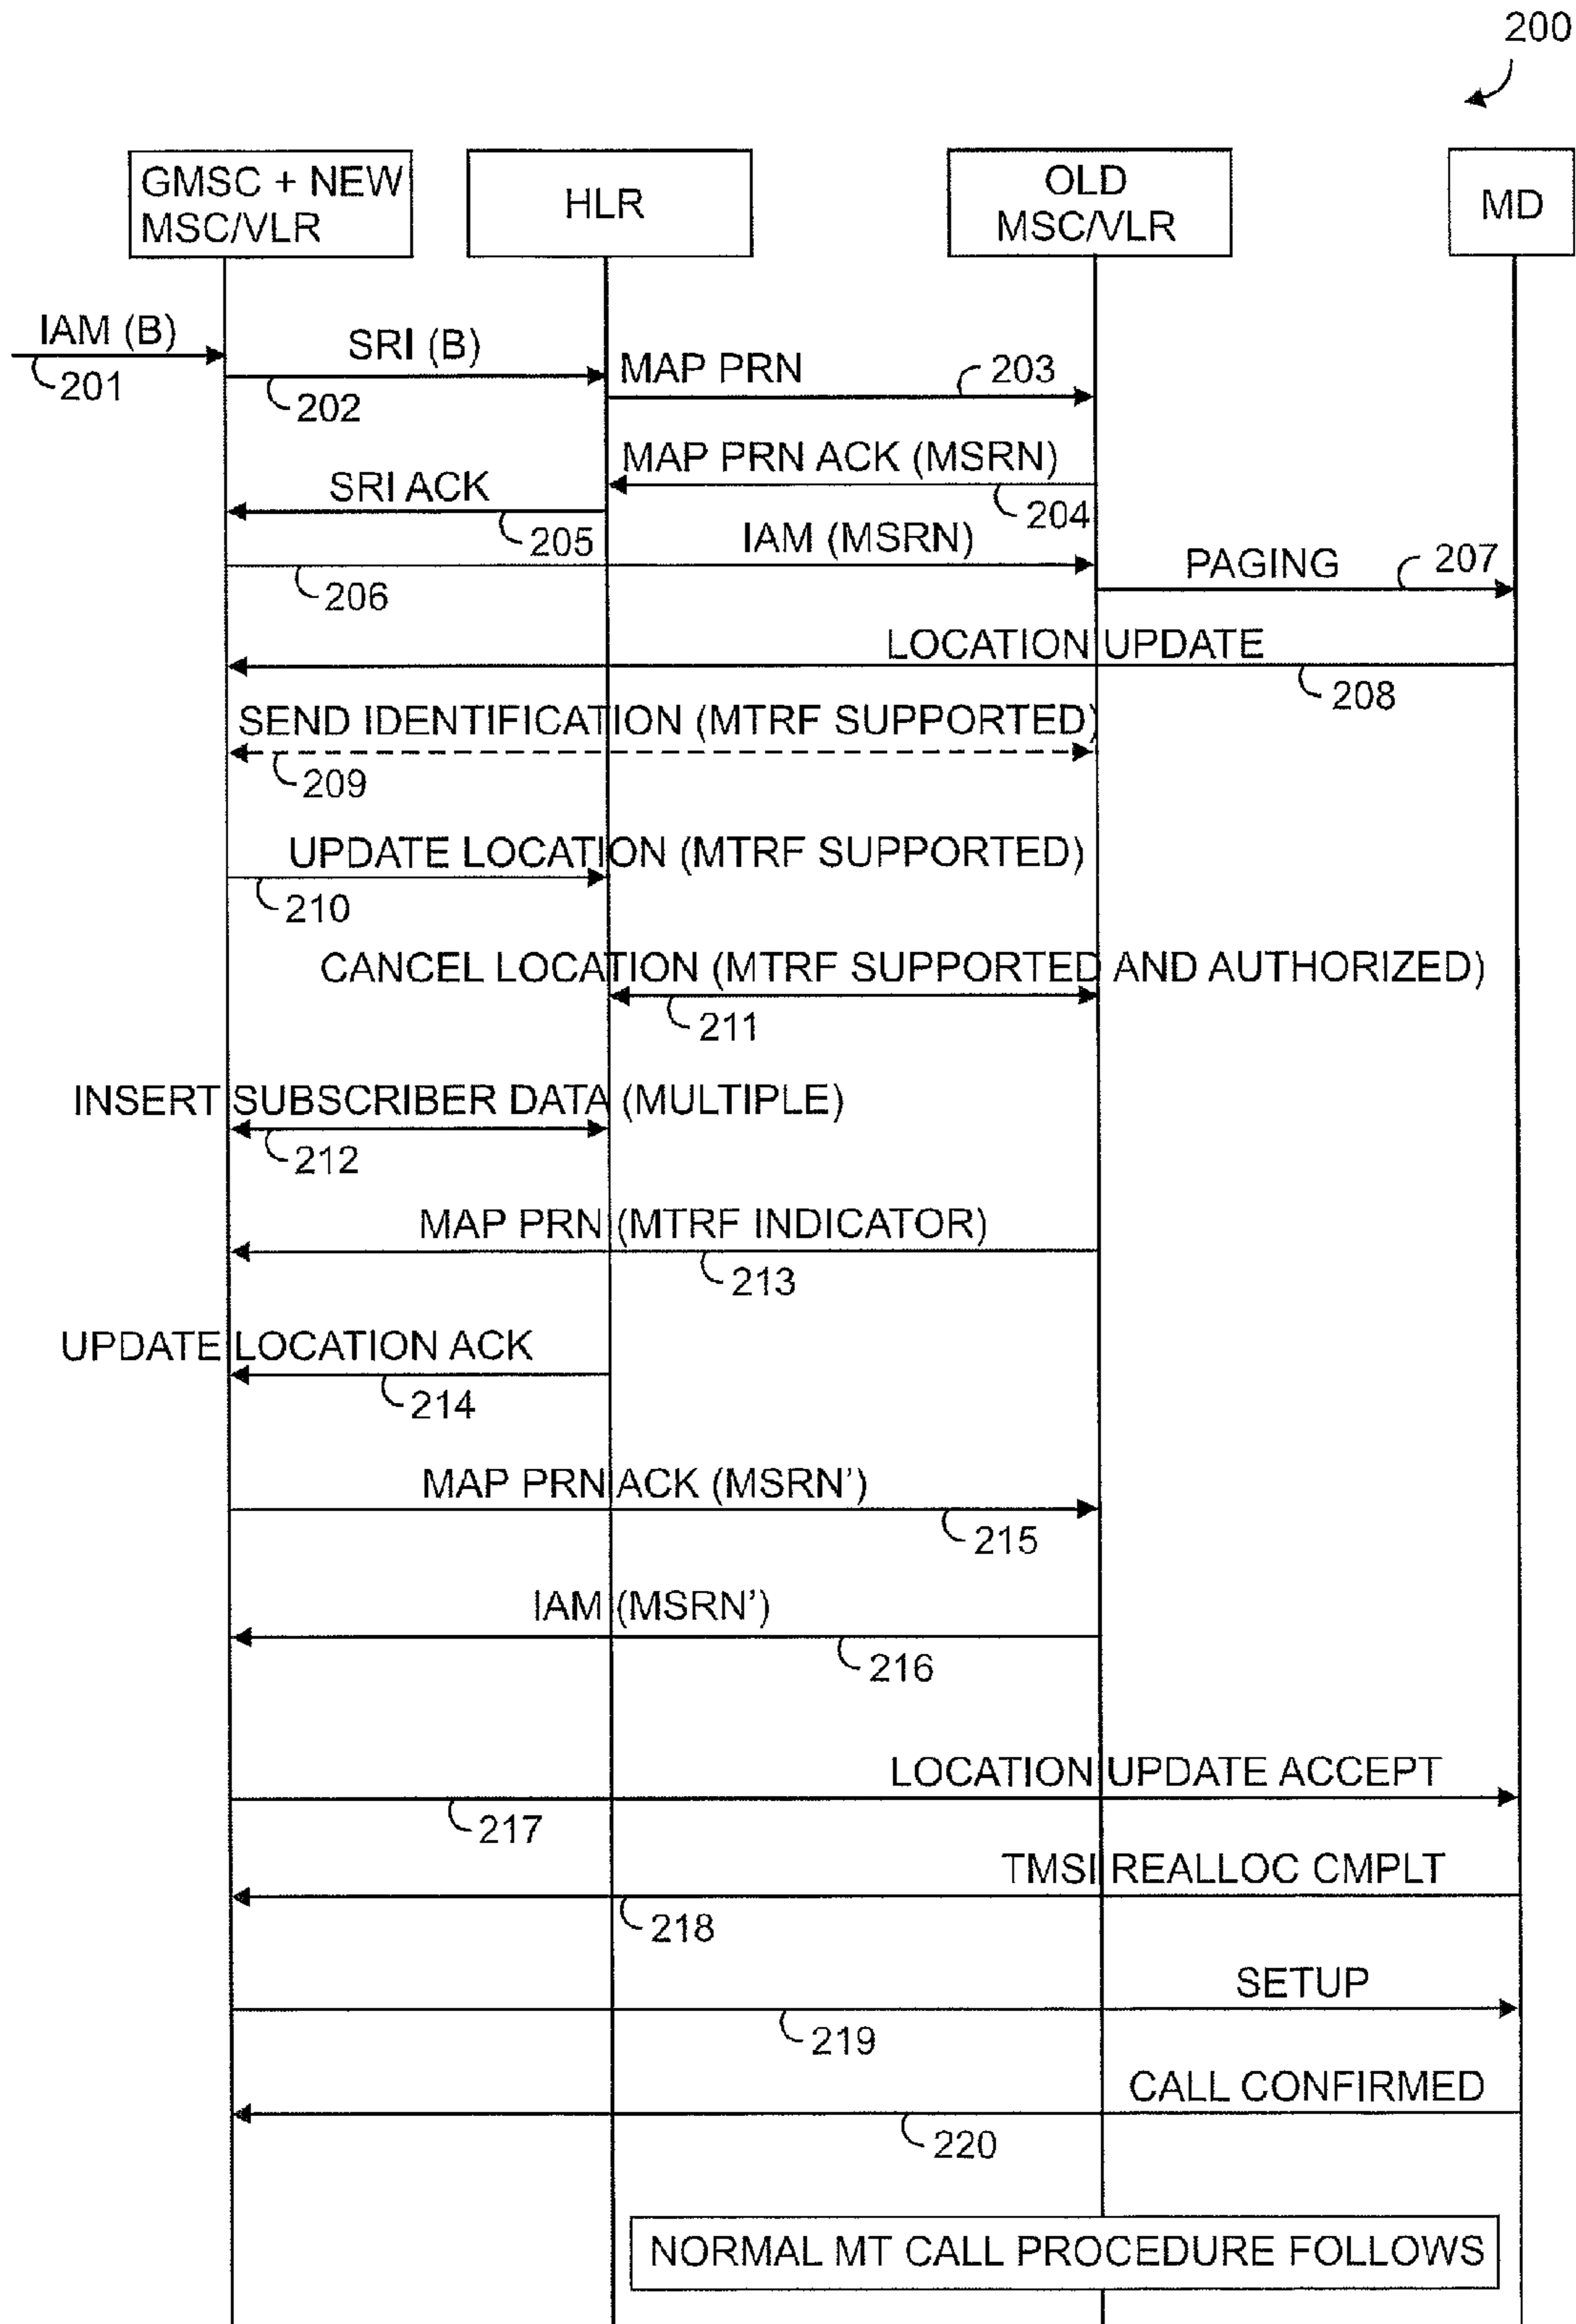 200
GMSC + NEW
MSC/VLR
HLR
OLD
MSC/VLR
MD
IAM (B)
201
SRI (B)
202
MAP PRN
203
MAP PRN ACK (MSRN)
204
SRI ACK
205
IAM (MSRN)
206
PAGING
207
LOCATION UPDATE
208
SEND IDENTIFICATION (MTRF SUPPORTED)
209
UPDATE LOCATION (MTRF SUPPORTED)
210
CANCEL LOCATION (MTRF SUPPORTED AND AUTHORIZED)
211
INSERT SUBSCRIBER DATA (MULTIPLE)
212
MAP PRN (MTRF INDICATOR)
213
UPDATE LOCATION ACK
214
MAP PRN ACK (MSRN’)
215
IAM (MSRN’)
216
LOCATION UPDATE ACCEPT
217
TMSI REALLOC CMPLT
218
SETUP
219
CALL CONFIRMED
220
NORMAL MT CALL PROCEDURE FOLLOWS